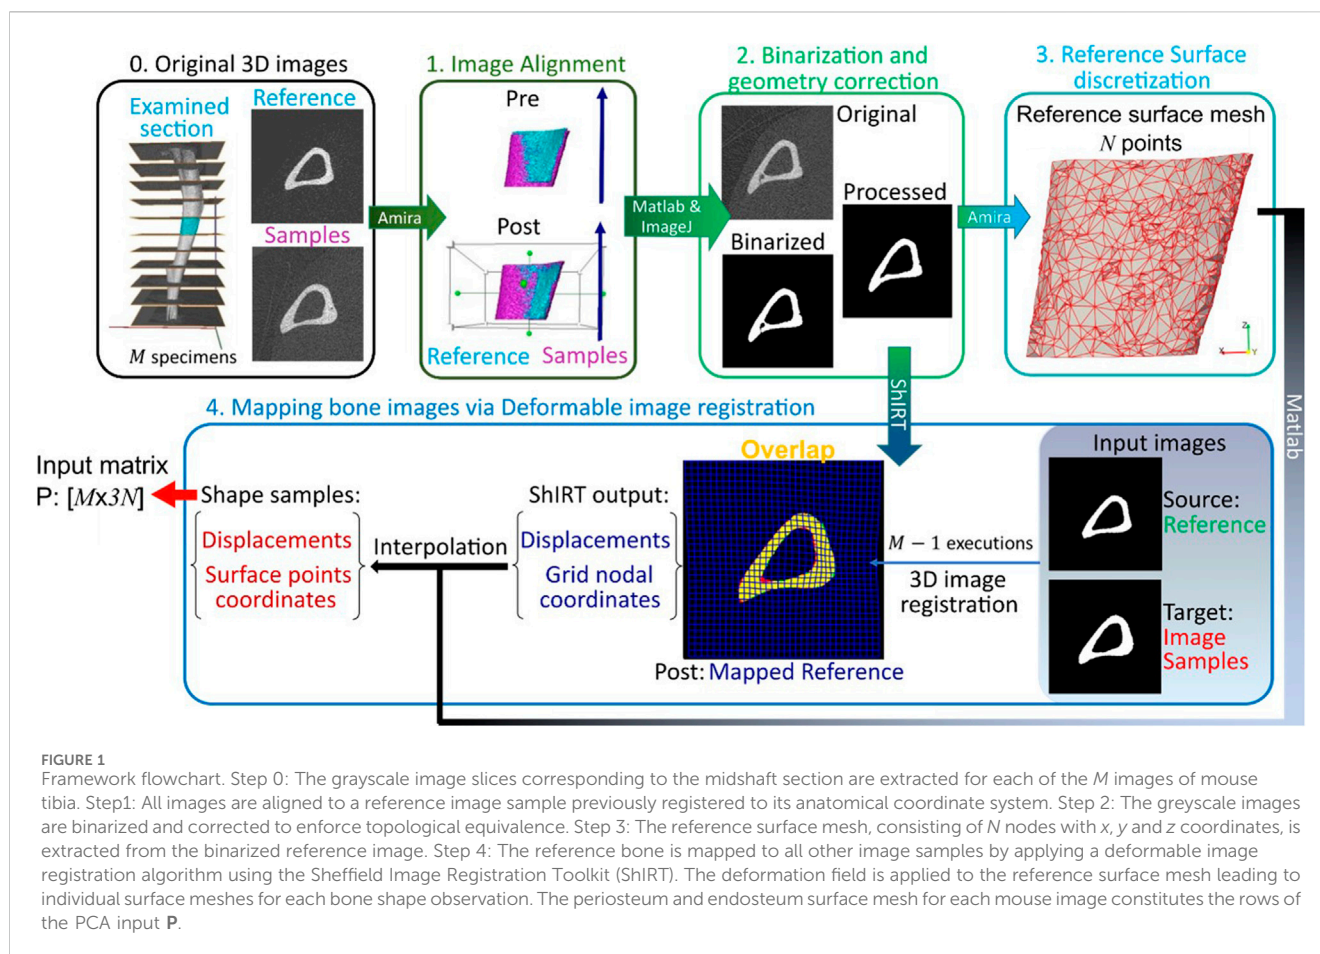 0. Original 3D images
Examined
section
Reference
Samples
M specimens
Amira
1. Image Alignment
Pre
Post
Reference Samples
Matlab &
ImageJ
2. Binarization and
geometry correction
Original
Processed
Binarized
Amira
3. Reference Surface
discretization
Reference surface mesh
N points
Z
X
Y
Matlab
ShIRT
4. Mapping bone images via Deformable image registration
Input images
Source:
Reference
Target:
Image
Samples
M − 1 executions
3D image
registration
Overlap
Post: Mapped Reference
ShIRT output:
Displacements
Grid nodal
coordinates
Interpolation
Shape samples:
Displacements
Surface points
coordinates
Input matrix
P: [Mx3N]
FIGURE 1
Framework flowchart. Step 0: The grayscale image slices corresponding to the midshaft section are extracted for each of the M images of mouse
tibia. Step1: All images are aligned to a reference image sample previously registered to its anatomical coordinate system. Step 2: The greyscale images
are binarized and corrected to enforce topological equivalence. Step 3: The reference surface mesh, consisting of N nodes with x, y and z coordinates, is
extracted from the binarized reference image. Step 4: The reference bone is mapped to all other image samples by applying a deformable image
registration algorithm using the Sheffield Image Registration Toolkit (ShIRT). The deformation field is applied to the reference surface mesh leading to
individual surface meshes for each bone shape observation. The periosteum and endosteum surface mesh for each mouse image constitutes the rows of
the PCA input P.